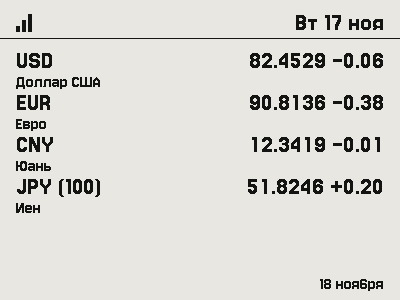 Вт 17 ноя
USD 82.4529 -0.06
Доллар США
EUR 90.8136 -0.38
Евро
CNY 12.3419 -0.01
Юань
JPY (100) 51.8246 +0.20
Иен
18 ноября